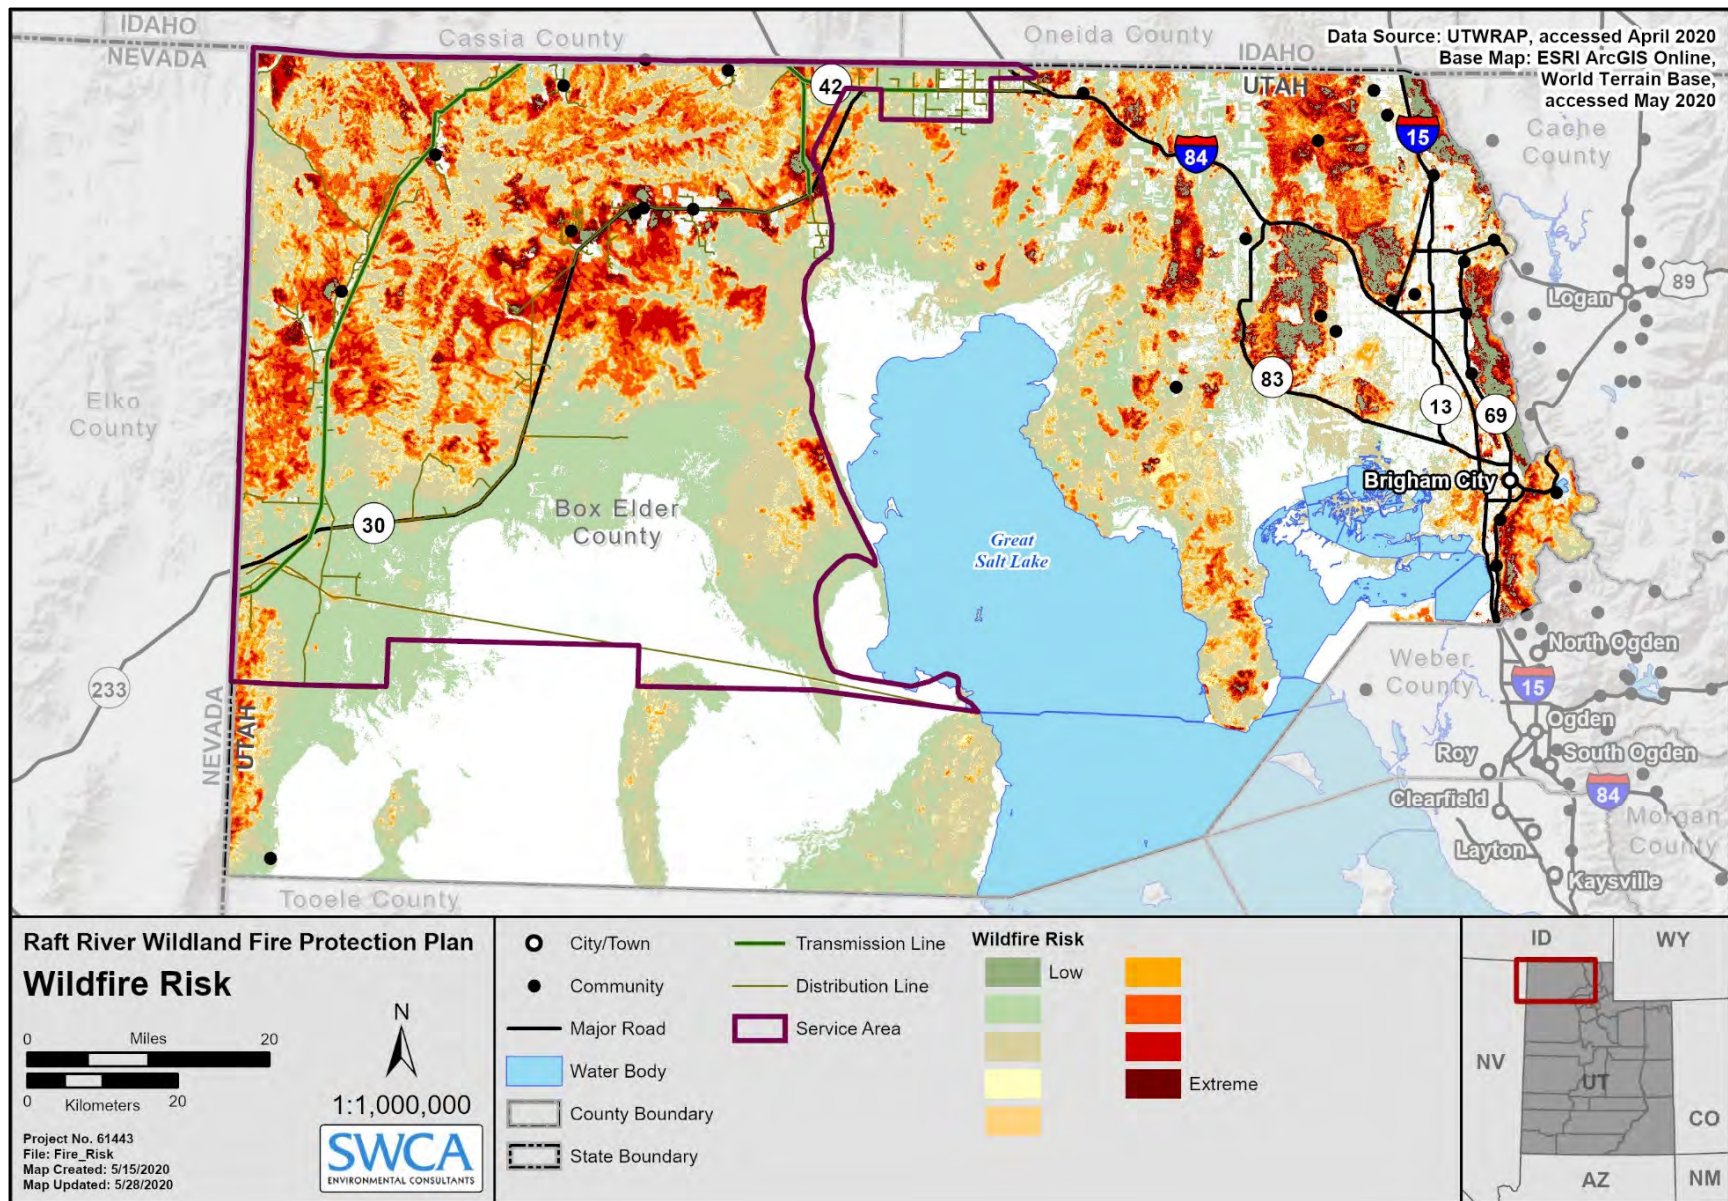 IDAHO
NEVADA
Cassia County
Oneida County
IDAHO
UTAH
Data Source: UTWRAP, accessed April 2020
Base Map: ESRI ArcGIS Online,
World Terrain Base,
accessed May 2020
42
84
15
Cache
County
89
Logan
Elko
County
83
13
69
Brigham City
30
Box Elder
County
Great
Salt Lake
233
NEVADA
UTAH
Weber
County
North Ogden
15
Ogden
South Ogden
Roy
Clearfield
84
Morgan
County
Layton
Kaysville
Tooele County
Raft River Wildland Fire Protection Plan
Wildfire Risk
0 Miles 20
0 Kilometers 20
N
1:1,000,000
Project No. 61443
File: Fire_Risk
Map Created: 5/15/2020
Map Updated: 5/28/2020
SWCA
ENVIRONMENTAL CONSULTANTS
City/Town
Community
Major Road
Water Body
County Boundary
State Boundary
Transmission Line
Distribution Line
Service Area
Wildfire Risk
Low
Extreme
ID
WY
NV
UT
CO
AZ
NM